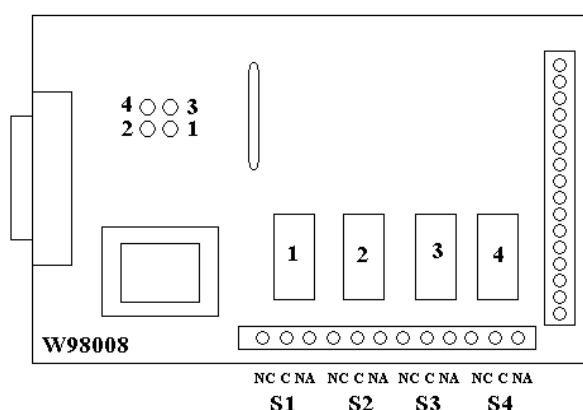 4 3
2 1
1 2 3 4
W98008
NC C NA NC C NA NC C NA NC C NA
S1 S2 S3 S4